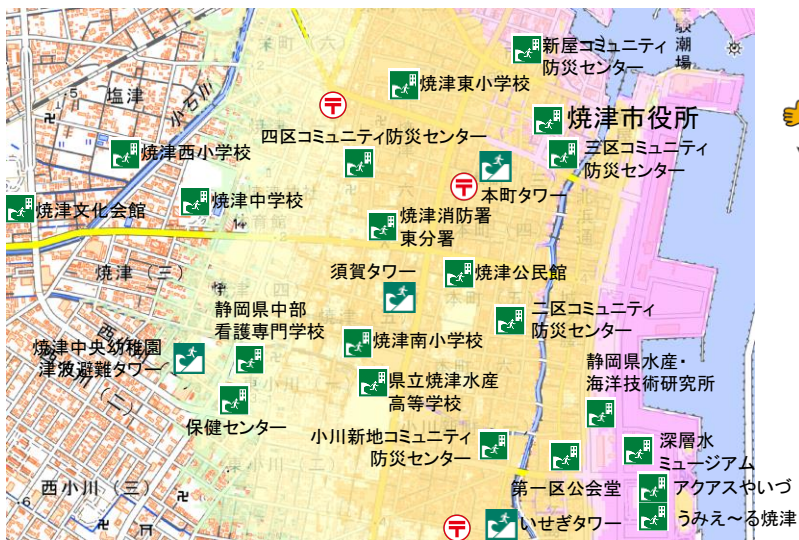 新屋コミュニティ
防災センター
焼津東小学校
焼津市役所
四区コミュニティ防災センター
三区コミュニティ
防災センター
塩津
小石川
焼津西小学校
本町タワー
焼津文化会館
焼津中学校
焼津消防署
東分署
須賀タワー
焼津公民館
焼津（三）
静岡県中部
看護専門学校
二区コミュニティ
防災センター
焼津中央幼稚園
津波避難タワー
焼津南小学校
静岡県水産・
海洋技術研究所
県立焼津水産
高等学校
保健センター
小川新地コミュニティ
防災センター
深層水
ミュージアム
第一区公会堂
アクアスやいづ
西小川（三）
いせぎタワー
うみえ～る焼津